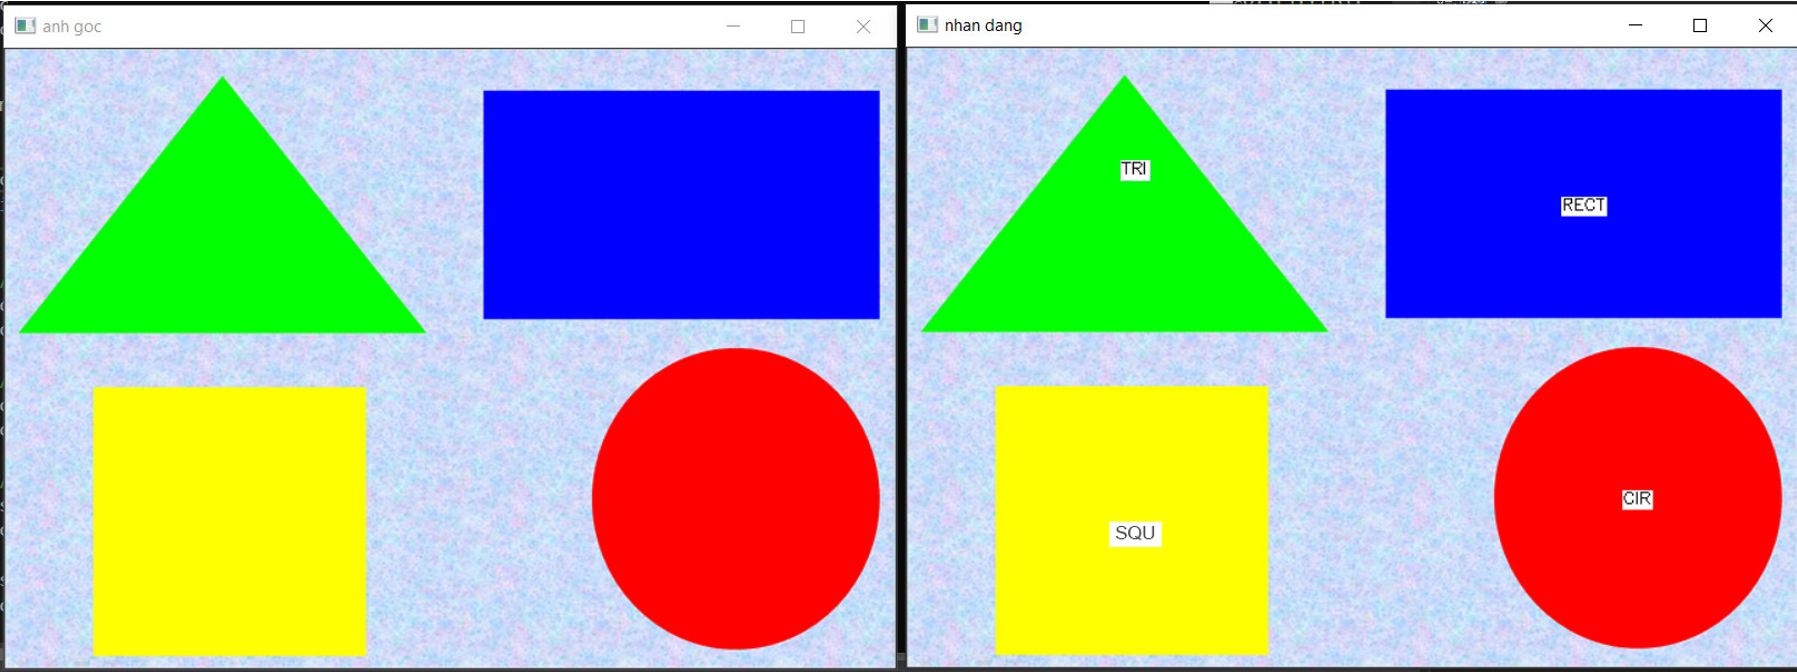 anh goc
nhan dang
TRI
RECT
SQU
CIR